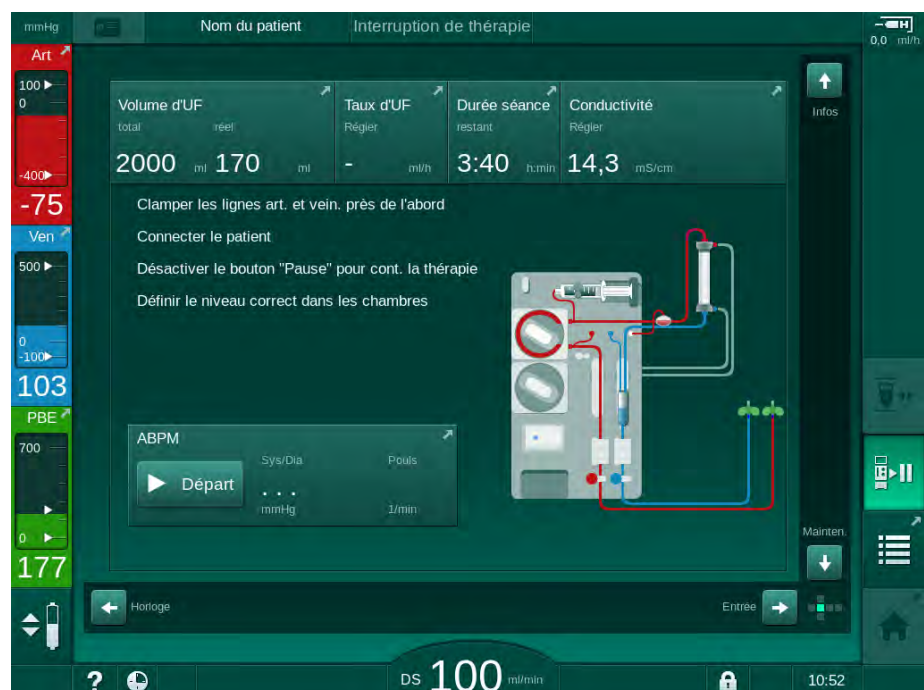 mmHg
Nom du patient
Interruption de thérapie
0,0 ml/h
Art
100
0
-400
-75
Ven
500
0
-100
103
PBE
700
0
177
Volume d'UF
total réel
2000 ml 170 ml
Taux d'UF
Régler
- ml/h
Durée séance
restant
3:40 h:min
Conductivité
Régler
14,3 mS/cm
Infos
Clamper les lignes art. et vein. près de l'abord
Connecter le patient
Désactiver le bouton "Pause" pour cont. la thérapie
Définir le niveau correct dans les chambres
ABPM
Sys/Dia Pouls
Départ
. . .
mmHg 1/min
Mainten.
Horloge
Entrée
?
DS 100 ml/min
10:52